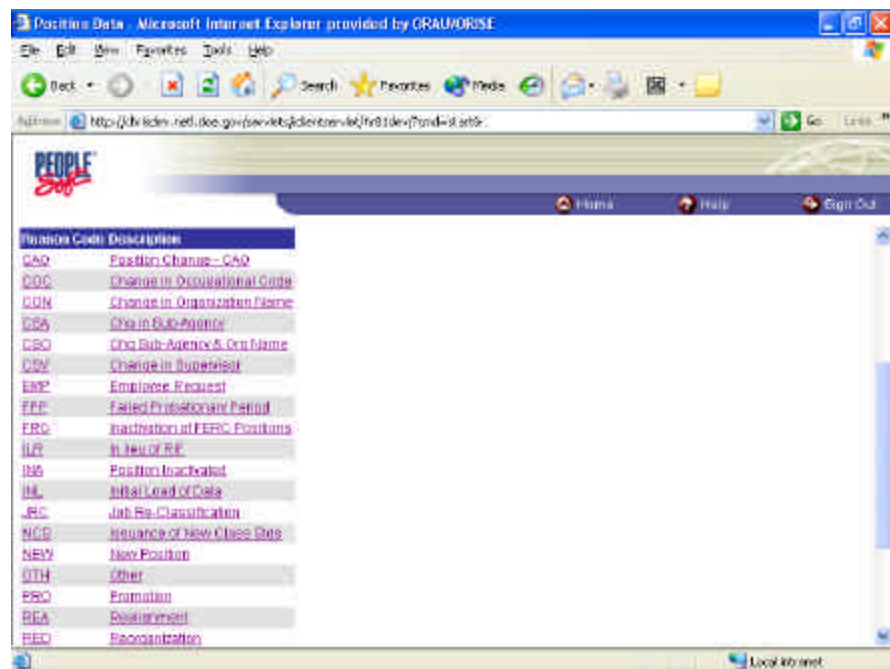 Position Data - Microsoft Internet Explorer provided by ORAU/ORISE
File Edit View Favorites Tools Help
Back Search Favorites Media
Address Go Links
PEOPLE
Soft
Home Help Sign Out
Reason Code Description
CAO Position Change - CAO
COC Change in Occupational Code
CON Change in Organization Name
CSA Chg in Sub-Agency
CSO Chg Sub-Agency & Org Name
CSV Change in Supervisor
EMP Employee Request
FPP Failed Probationary Period
FRC Inactivation of FERC Positions
ILR In lieu of RIF
INA Position Inactivated
INL Initial Load of Data
JRC Job Re-Classification
Issuance of New Class Stds
NEW New Position
OTH Other
PRO Promotion
REA Realignment
REO Reorganization
Local intranet